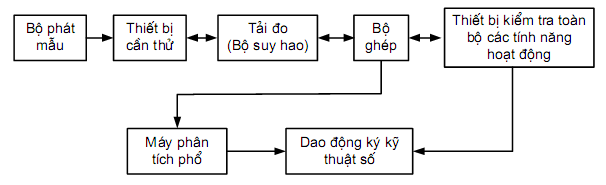 Bộ phát
mẫu
Thiết bị
cần thử
Tải đo
(Bộ suy hao)
Bộ
ghép
Thiết bị kiểm tra toàn
bộ các tính năng
hoạt động
Máy phân
tích phổ
Dao động ký kỹ
thuật số